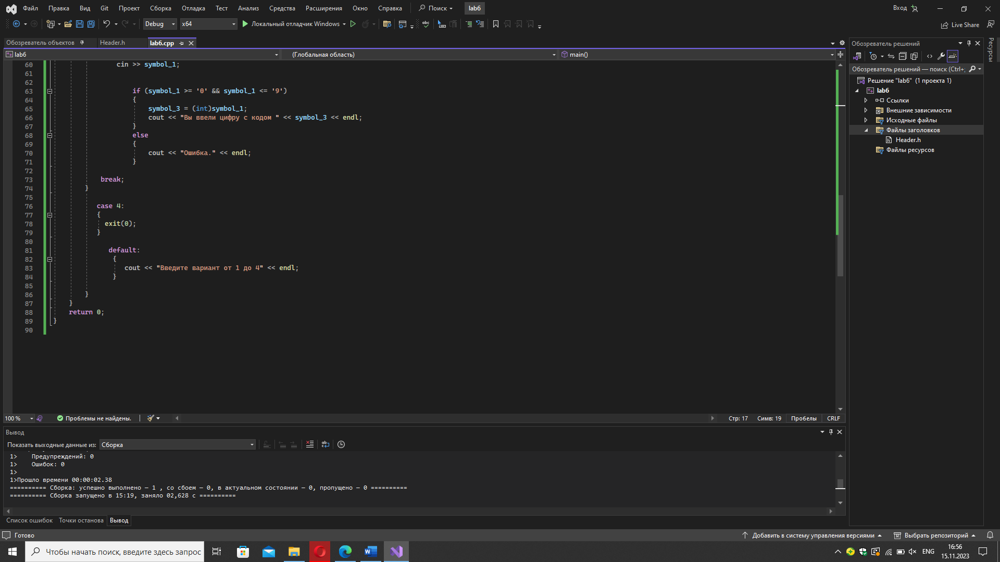 Файл Правка Вид Git Проект Сборка Отладка Тест Анализ Средства Расширения Окно Справка Поиск lab6 Вход
Debug x64 Локальный отладчик Windows Live Share
Обозреватель объектов Header.h lab6.cpp
lab6 (Глобальная область) main()
60 cin >> symbol_1;
61
62
63 if (symbol_1 >= '0' && symbol_1 <= '9')
64 {
65 symbol_3 = (int)symbol_1;
66 cout << "Вы ввели цифру с кодом " << symbol_3 << endl;
67 }
68 else
69 {
70 cout << "Ошибка." << endl;
71 }
72
73 break;
74 }
75
76 case 4:
77 {
78 exit(0);
79 }
80
81 default:
82 {
83 cout << "Введите вариант от 1 до 4" << endl;
84 }
85
86 }
87 }
88 return 0;
89 }
90
100 % Проблемы не найдены. Стр: 17 Симв: 19 Пробелы CRLF
Вывод
Показать выходные данные из: Сборка
1> Предупреждений: 0
1> Ошибок: 0
1>
1>Прошло времени 00:00:02.38
========== Сборка: успешно выполнено — 1 , со сбоем — 0, в актуальном состоянии — 0, пропущено — 0 ==========
========== Сборка запущено в 15:19, заняло 02,628 с ==========
Список ошибок Точки останова Вывод
Обозреватель решений
Обозреватель решений — поиск (Ctrl+;
Решение "lab6" (1 проекта 1)
lab6
Ссылки
Внешние зависимости
Исходные файлы
Файлы заголовков
Header.h
Файлы ресурсов
Ресурсы
Готово Добавить в систему управления версиями Выбрать репозиторий
Чтобы начать поиск, введите здесь запрос
ENG 16:56
15.11.2023